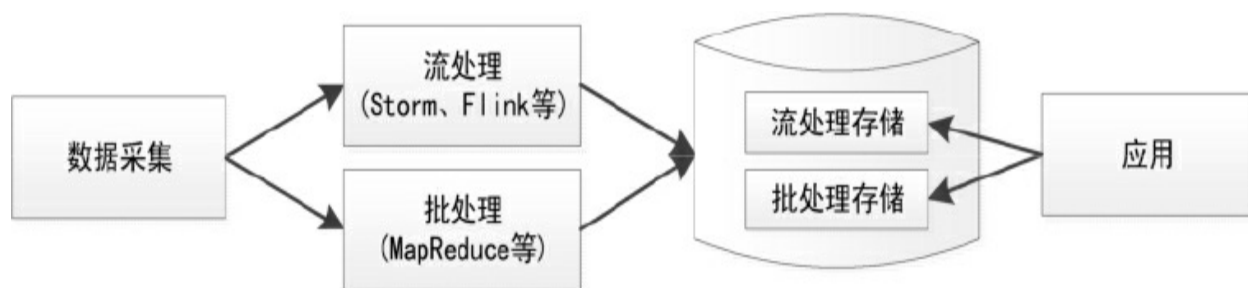 数据采集
流处理
(Storm、Flink等)
批处理
(MapReduce等)
流处理存储
批处理存储
应用